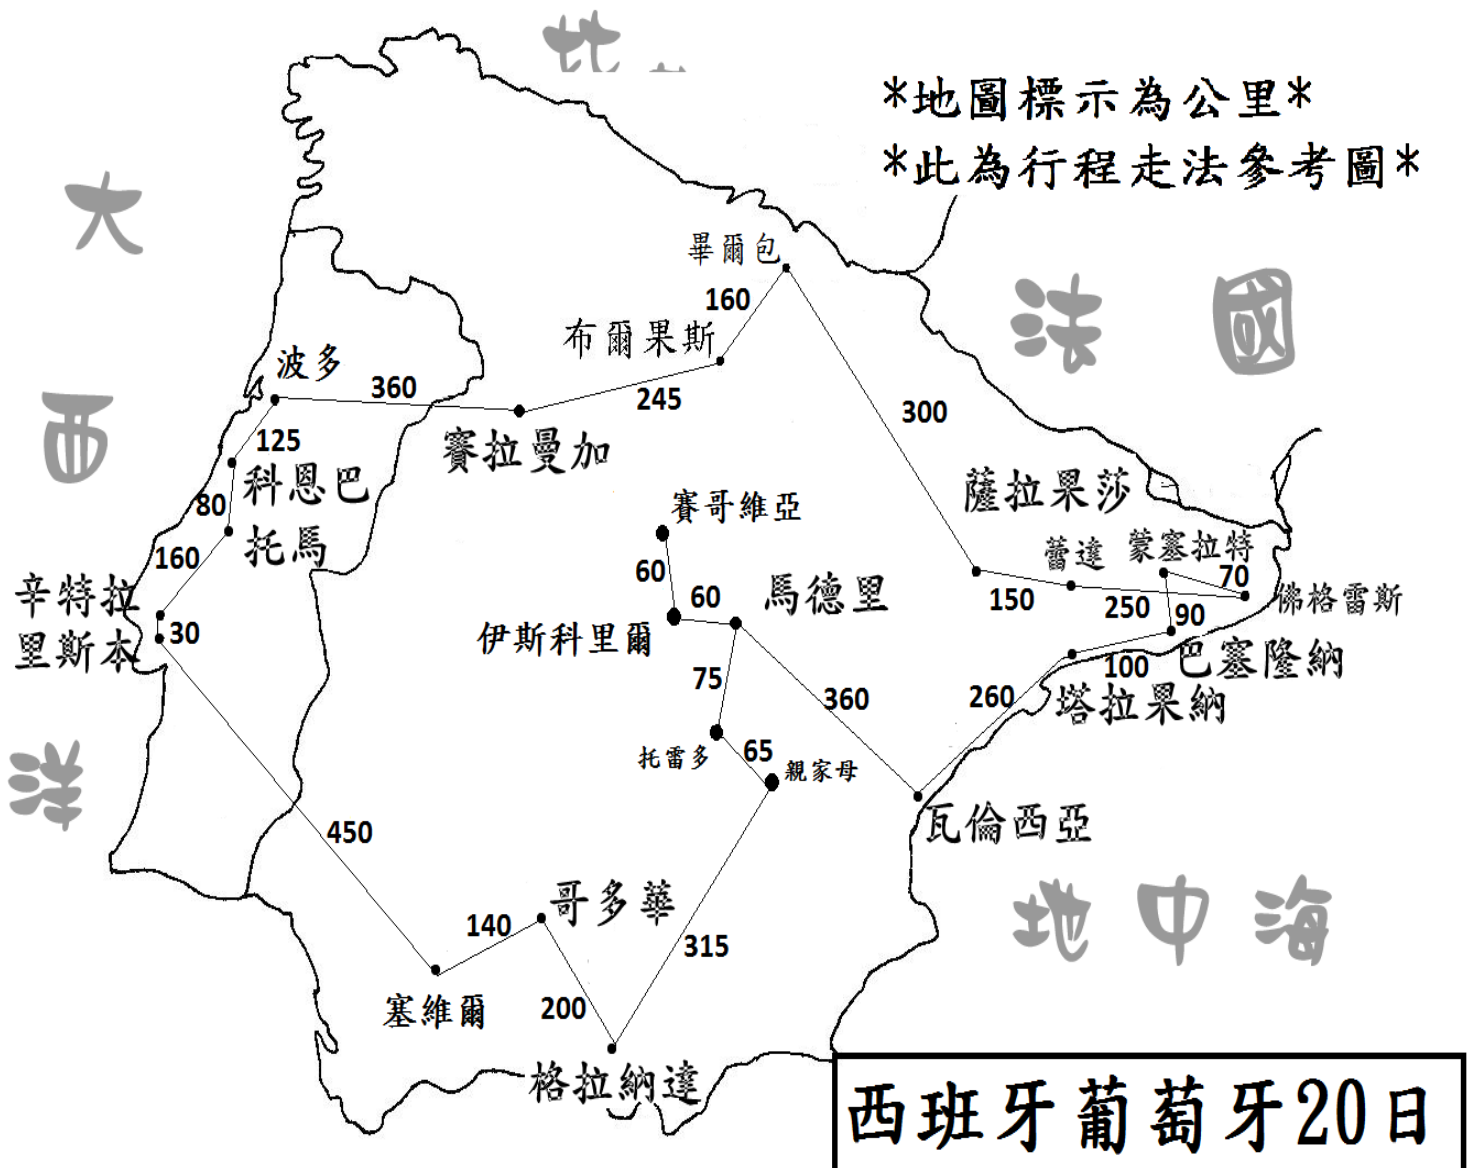 比
*地圖標示為公里*
*此為行程走法參考圖*
大
西
洋
法 國
畢爾包
160
布爾果斯
245
波多
360
賽拉曼加
125
科恩巴
80
托馬
160
辛特拉
30
里斯本
300
薩拉果莎
賽哥維亞
60
60
馬德里
伊斯科里爾
蕾達
蒙塞拉特
70
佛格雷斯
150
250
90
巴塞隆納
100
塔拉果納
260
75
360
托雷多
65
親家母
瓦倫西亞
450
哥多華
140
315
塞維爾
200
格拉納達
地中海
西班牙葡萄牙20日